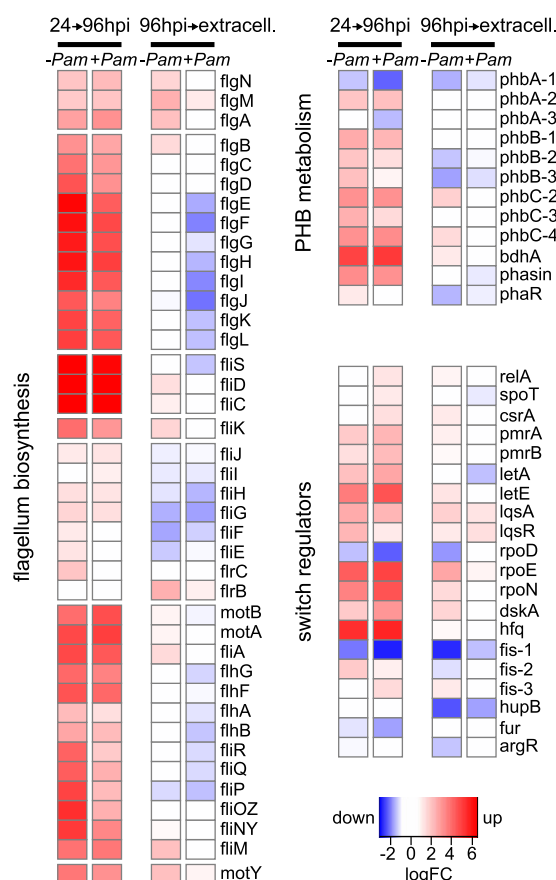 24→96hpi 96hpi→extracell.
-Pam +Pam -Pam +Pam
flagellum biosynthesis
flgN
flgM
flgA
flgB
flgC
flgD
flgE
flgF
flgG
flgH
flgI
flgJ
flgK
flgL
fliS
fliD
fliC
fliK
fliJ
fliI
fliH
fliG
fliF
fliE
flrC
flrB
motB
motA
fliA
flhG
flhF
flhA
flhB
fliR
fliQ
fliP
fliOZ
fliNY
fliM
motY
24→96hpi 96hpi→extracell.
-Pam +Pam -Pam +Pam
PHB metabolism
phbA-1
phbA-2
phbA-3
phbB-1
phbB-2
phbB-3
phbC-2
phbC-3
phbC-4
bdhA
phasin
phaR
switch regulators
relA
spoT
csrA
pmrA
pmrB
letA
letE
lqsA
lqsR
rpoD
rpoE
rpoN
dskA
hfq
fis-1
fis-2
fis-3
hupB
fur
argR
down up
-2 0 2 4 6
logFC